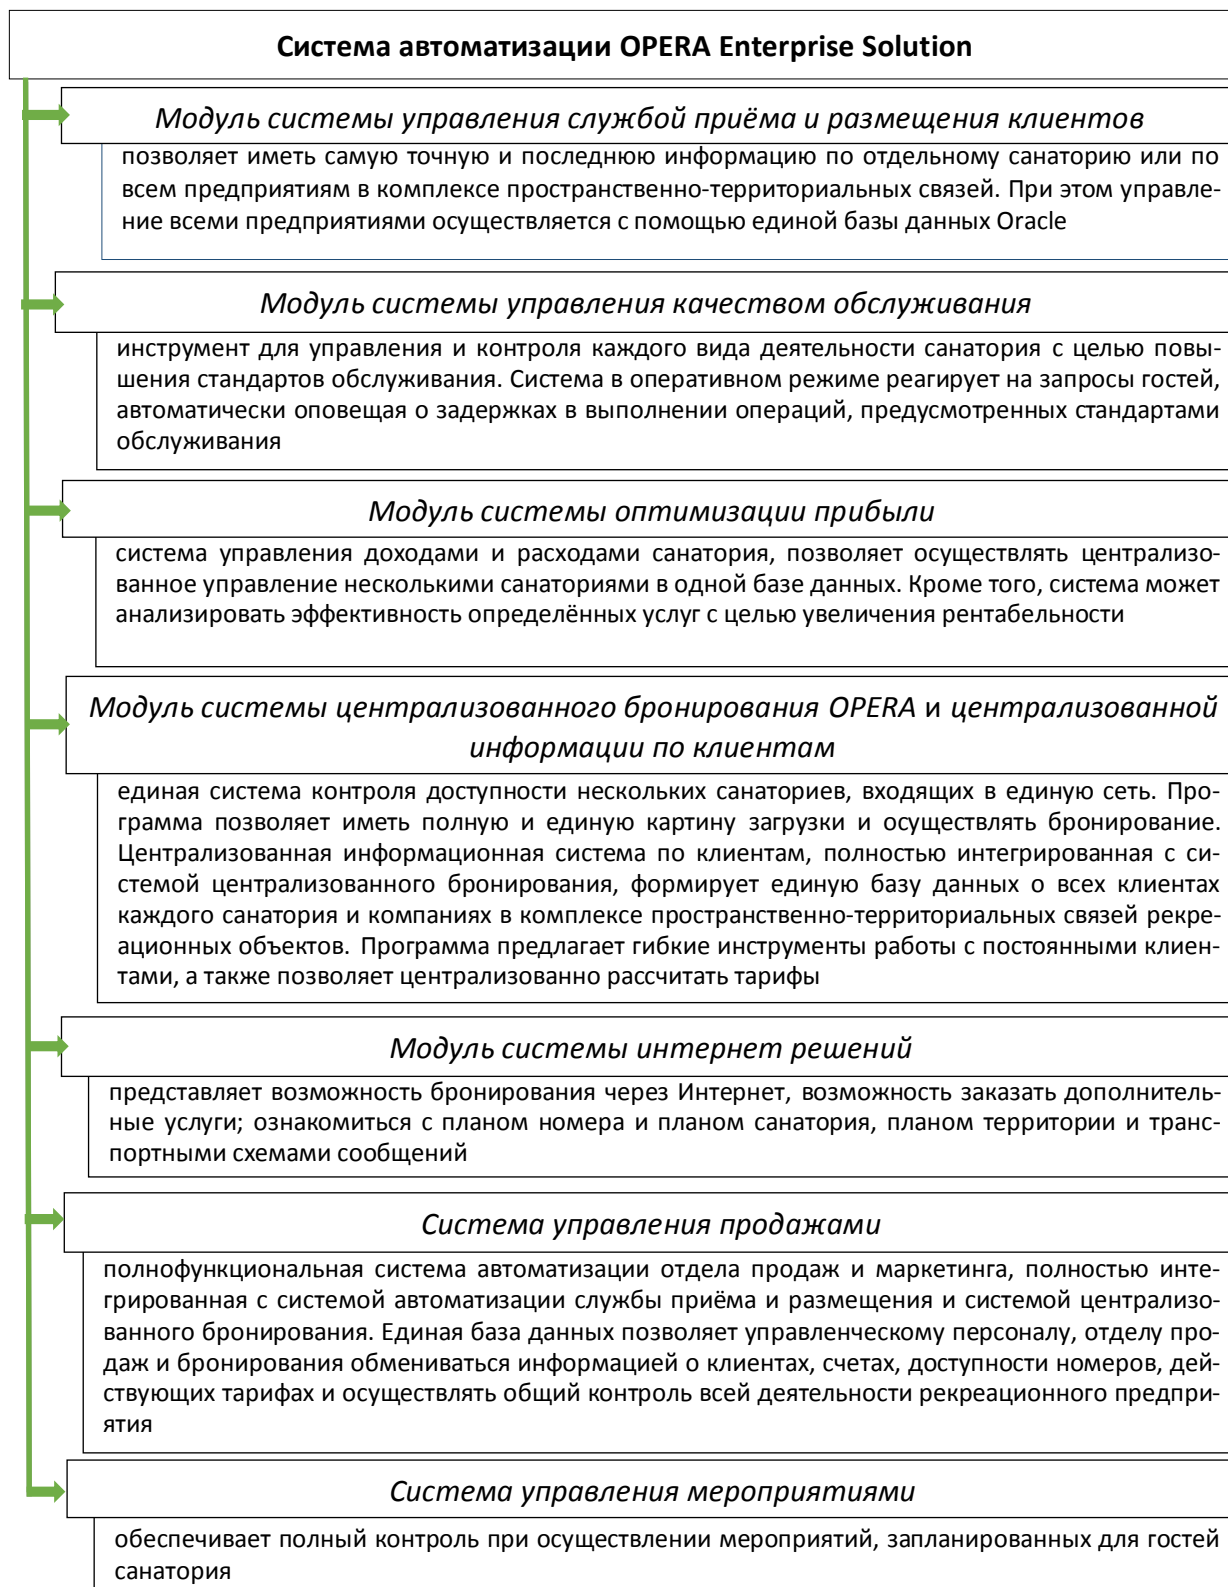 Система автоматизации OPERA Enterprise Solution
Модуль системы управления службой приёма и размещения клиентов
позволяет иметь самую точную и последнюю информацию по отдельному санаторию или по
всем предприятиям в комплексе пространственно-территориальных связей. При этом управле-
ние всеми предприятиями осуществляется с помощью единой базы данных Oracle
Модуль системы управления качеством обслуживания
инструмент для управления и контроля каждого вида деятельности санатория с целью повы-
шения стандартов обслуживания. Система в оперативном режиме реагирует на запросы гостей,
автоматически оповещая о задержках в выполнении операций, предусмотренных стандартами
обслуживания
Модуль системы оптимизации прибыли
система управления доходами и расходами санатория, позволяет осуществлять централизо-
ванное управление несколькими санаториями в одной базе данных. Кроме того, система может
анализировать эффективность определённых услуг с целью увеличения рентабельности
Модуль системы централизованного бронирования OPERA и централизованной
информации по клиентам
единая система контроля доступности нескольких санаториев, входящих в единую сеть. Про-
грамма позволяет иметь полную и единую картину загрузки и осуществлять бронирование.
Централизованная информационная система по клиентам, полностью интегрированная с си-
стемой централизованного бронирования, формирует единую базу данных о всех клиентах
каждого санатория и компаниях в комплексе пространственно-территориальных связей рекре-
ационных объектов. Программа предлагает гибкие инструменты работы с постоянными клиен-
тами, а также позволяет централизованно рассчитать тарифы
Модуль системы интернет решений
представляет возможность бронирования через Интернет, возможность заказать дополнитель-
ные услуги; ознакомиться с планом номера и планом санатория, планом территории и транс-
портными схемами сообщений
Система управления продажами
полнофункциональная система автоматизации отдела продаж и маркетинга, полностью инте-
грированная с системой автоматизации службы приёма и размещения и системой централизо-
ванного бронирования. Единая база данных позволяет управленческому персоналу, отделу про-
даж и бронирования обмениваться информацией о клиентах, счетах, доступности номеров, дей-
ствующих тарифах и осуществлять общий контроль всей деятельности рекреационного предпри-
ятия
Система управления мероприятиями
обеспечивает полный контроль при осуществлении мероприятий, запланированных для гостей
санатория